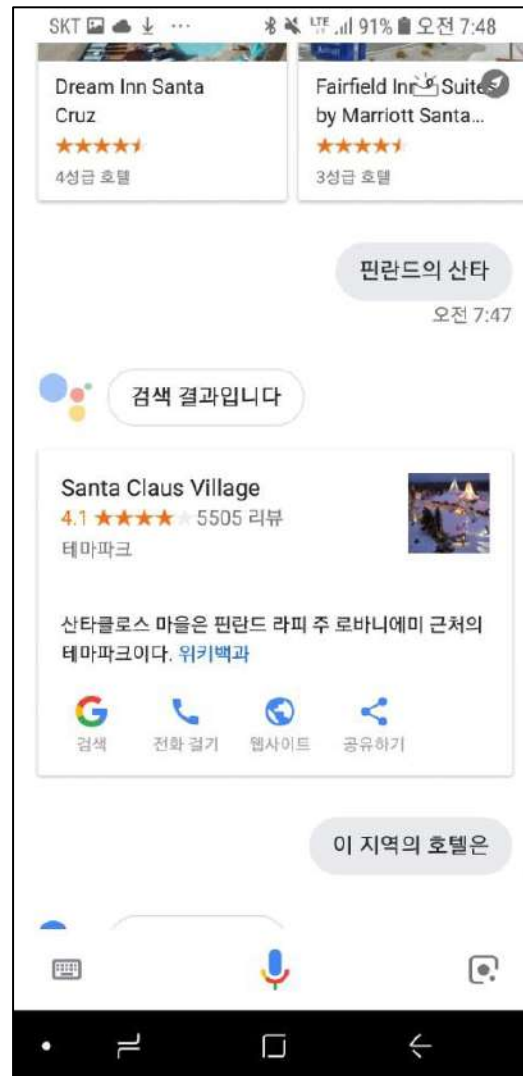 SKT ... LTE 91% 오전 7:48
Dream Inn Santa
Cruz
4성급 호텔
Fairfield Inn Suites
by Marriott Santa...
3성급 호텔
핀란드의 산타
오전 7:47
검색 결과입니다
Santa Claus Village
4.1 5505 리뷰
테마파크
산타클로스 마을은 핀란드 라피 주 로바니에미 근처의
테마파크이다. 위키백과
검색 전화 걸기 웹사이트 공유하기
이 지역의 호텔은